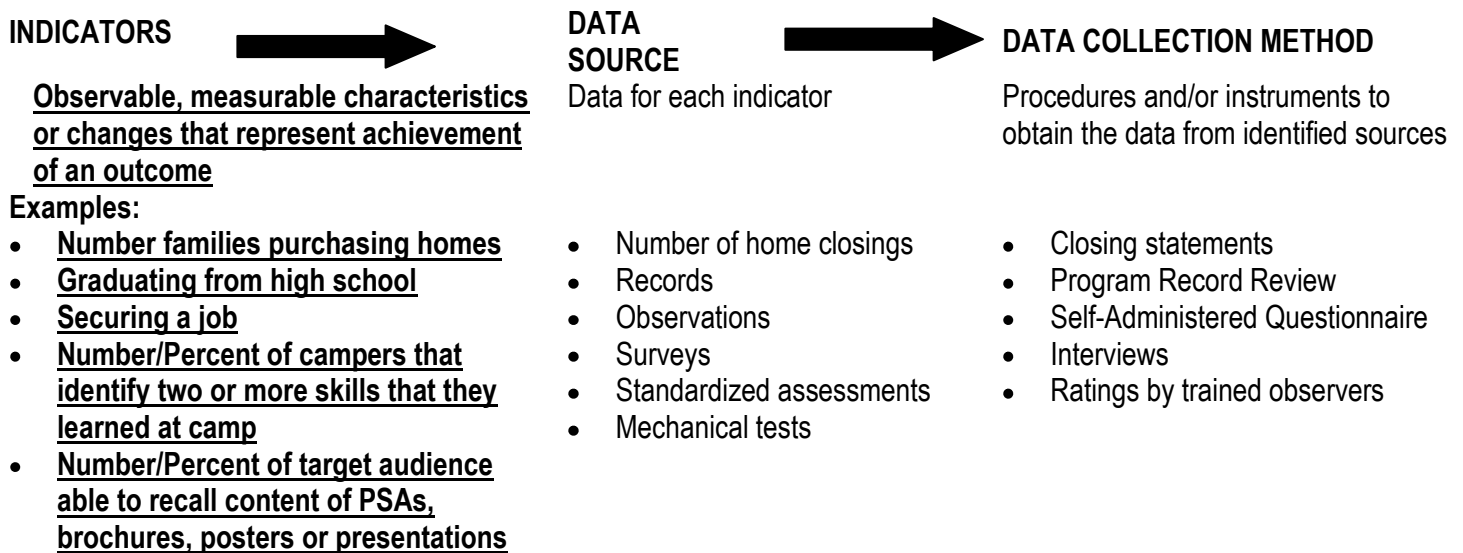 INDICATORS
Observable, measurable characteristics
or changes that represent achievement
of an outcome
Examples:
• Number families purchasing homes
• Graduating from high school
• Securing a job
• Number/Percent of campers that
identify two or more skills that they
learned at camp
• Number/Percent of target audience
able to recall content of PSAs,
brochures, posters or presentations
DATA
SOURCE
Data for each indicator
• Number of home closings
• Records
• Observations
• Surveys
• Standardized assessments
• Mechanical tests
DATA COLLECTION METHOD
Procedures and/or instruments to
obtain the data from identified sources
• Closing statements
• Program Record Review
• Self-Administered Questionnaire
• Interviews
• Ratings by trained observers